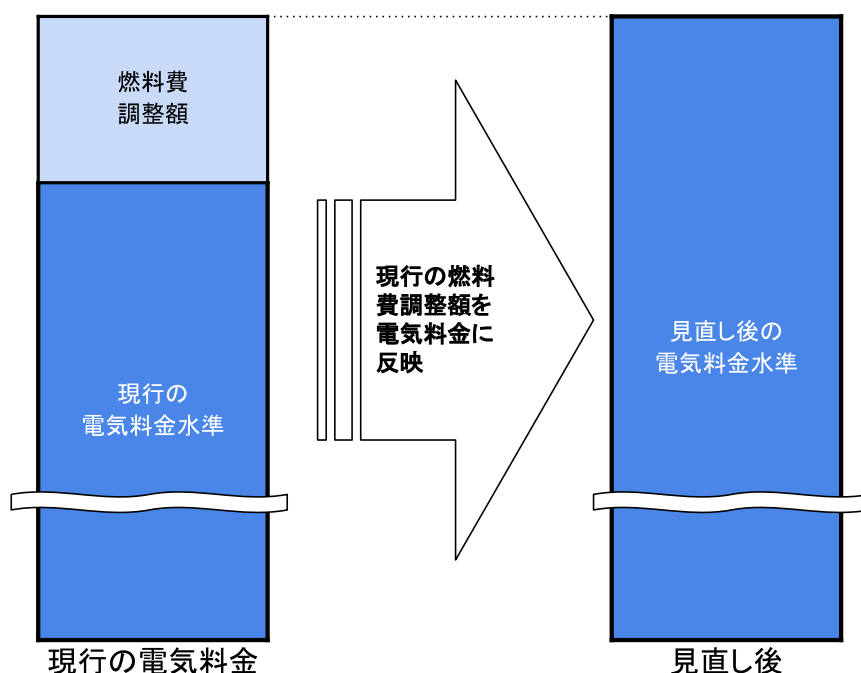 燃料費
調整額
現行の
電気料金水準
現行の電気料金
現行の燃料
費調整額を
電気料金に
反映
見直し後の
電気料金水準
見直し後